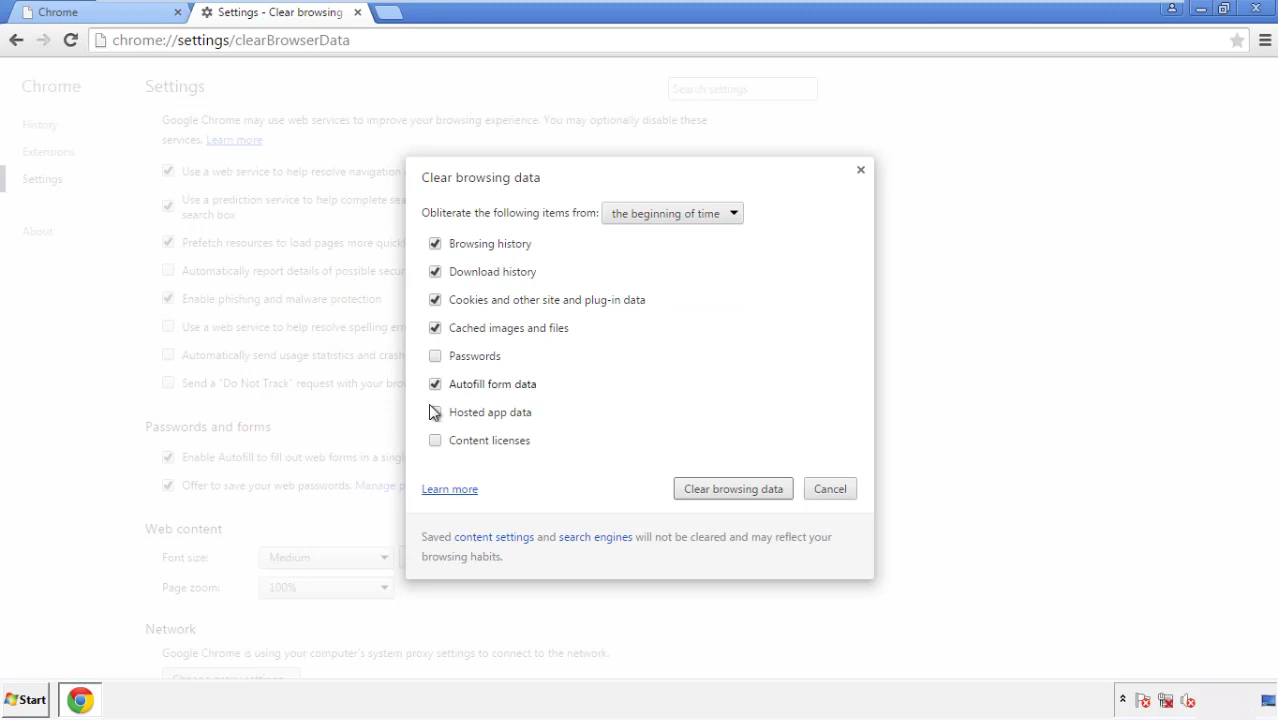 Chrome
Settings - Clear browsing
chrome://settings/clearBrowserData
Chrome
History
Extensions
Settings
About
Settings
Search settings
Google Chrome may use web services to improve your browsing experience. You may optionally disable these
services. Learn more
Use a web service to help resolve navigation
Use a prediction service to help complete
search box
Prefetch resources to load pages more
Automatically report details of possible
Enable phishing and malware protection
Use a web service to help resolve spelling
Automatically send usage statistics and
Send a "Do Not Track" request with your
Passwords and forms
Enable Autofill to fill out web forms in a
Offer to save your web passwords. Manage
Web content
Font size: Medium
Page zoom: 100%
Network
Google Chrome is using your computer's system proxy settings to connect to the network.
Clear browsing data
Obliterate the following items from: the beginning of time
Browsing history
Download history
Cookies and other site and plug-in data
Cached images and files
Passwords
Autofill form data
Hosted app data
Content licenses
Learn more
Clear browsing data
Cancel
Saved content settings and search engines will not be cleared and may reflect your
browsing habits.
Start